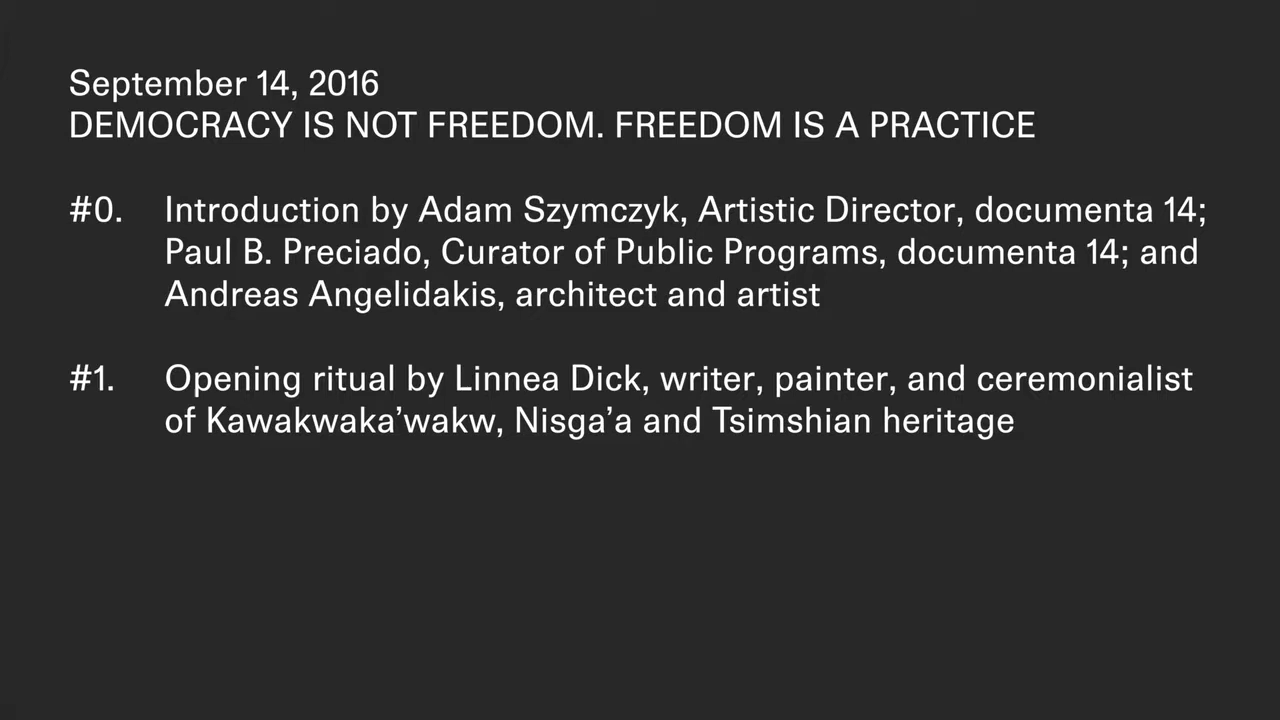 September 14, 2016
DEMOCRACY IS NOT FREEDOM. FREEDOM IS A PRACTICE
#0. Introduction by Adam Szymczyk, Artistic Director, documenta 14;
Paul B. Preciado, Curator of Public Programs, documenta 14; and
Andreas Angelidakis, architect and artist
#1. Opening ritual by Linnea Dick, writer, painter, and ceremonialist
of Kawakwaka’wakw, Nisga’a and Tsimshian heritage